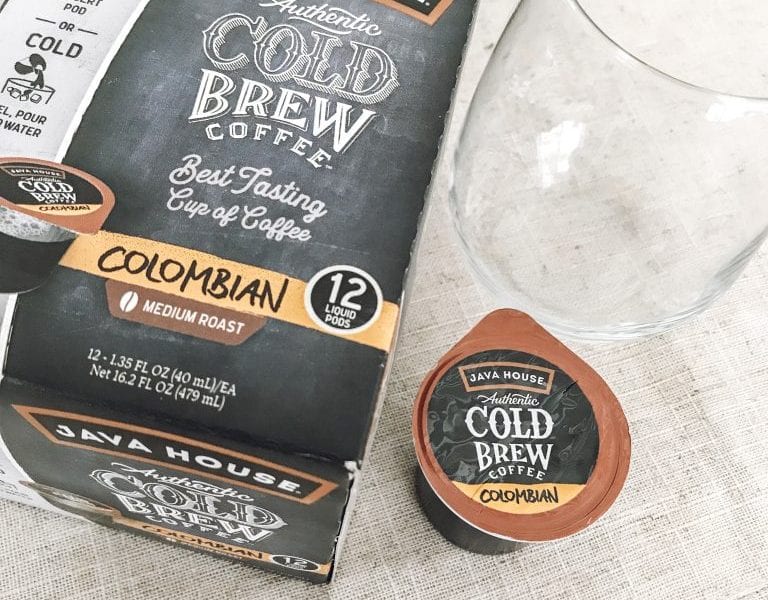 POD
OR
COLD
POUR
WATER
Authentic
COLD
BREW
COFFEE™
Best Tasting
Cup of Coffee
JAVA HOUSE
Authentic
COLD
BREW
COLOMBIAN
COLOMBIAN
12
LIQUID
PODS
MEDIUM ROAST
12 - 1.35 FL OZ (40 mL)/EA
Net 16.2 FL OZ (479 mL)
JAVA HOUSE
Authentic
COLD
BREW
COFFEE
COLOMBIAN
12
JAVA HOUSE
Authentic
COLD
BREW
COFFEE
COLOMBIAN